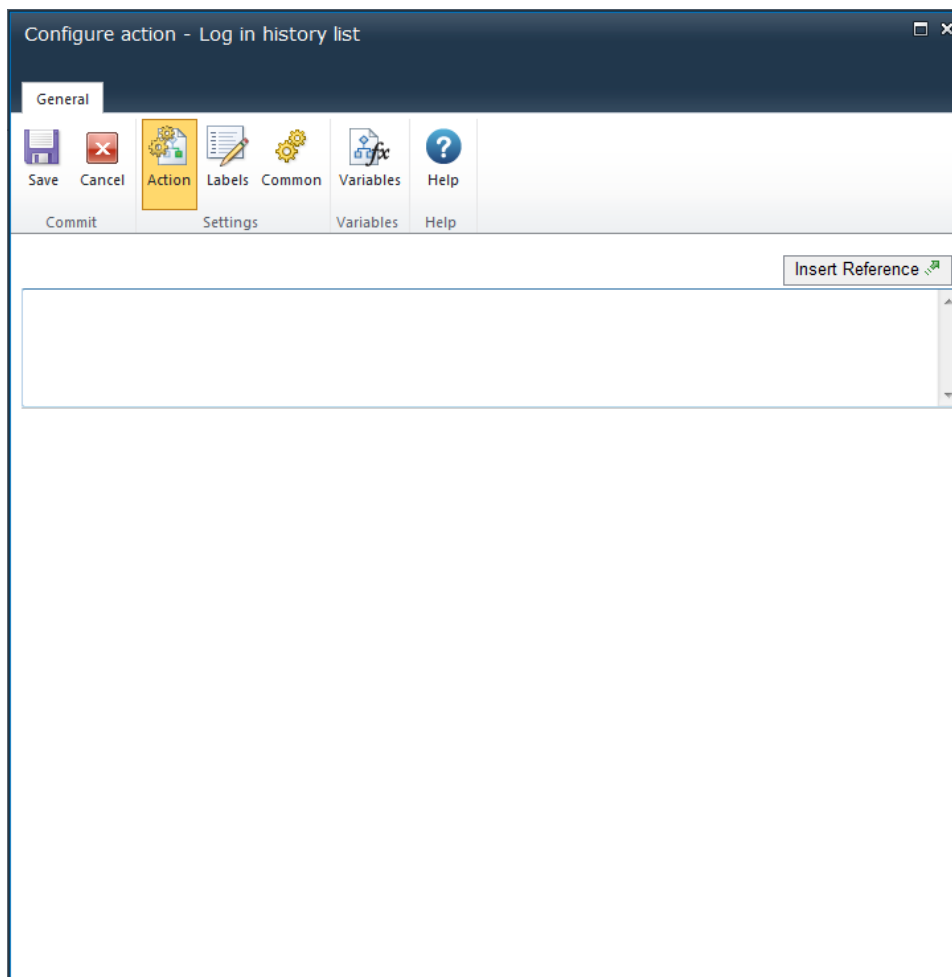 Configure action - Log in history list
General
Save Cancel Action Labels Common Variables Help
Commit Settings Variables Help
Insert Reference